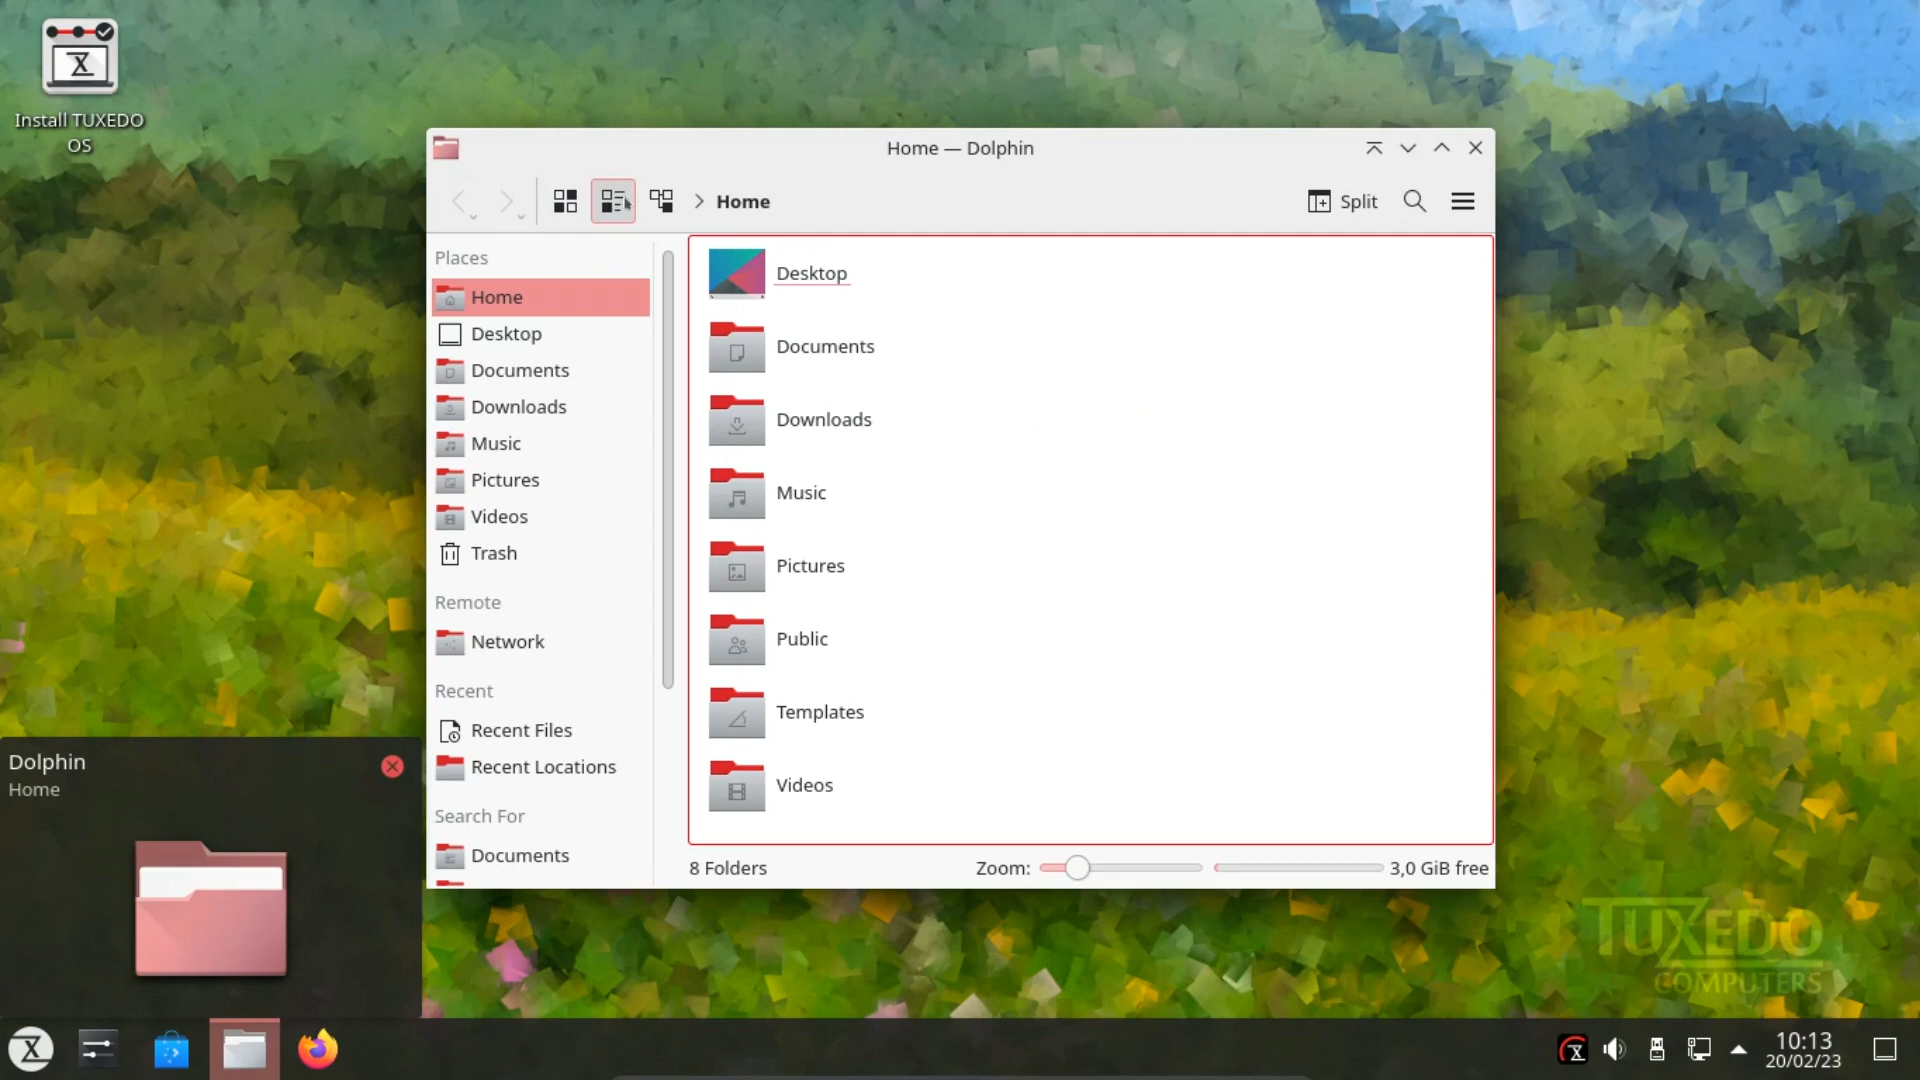 Install TUXEDO
OS
Home — Dolphin
Home
Split
Places
Home
Desktop
Documents
Downloads
Music
Pictures
Videos
Trash
Remote
Network
Recent
Recent Files
Recent Locations
Search For
Documents
Desktop
Documents
Downloads
Music
Pictures
Public
Templates
Videos
8 Folders
Zoom:
3,0 GiB free
Dolphin
Home
TUXEDO
COMPUTERS
10:13
20/02/23